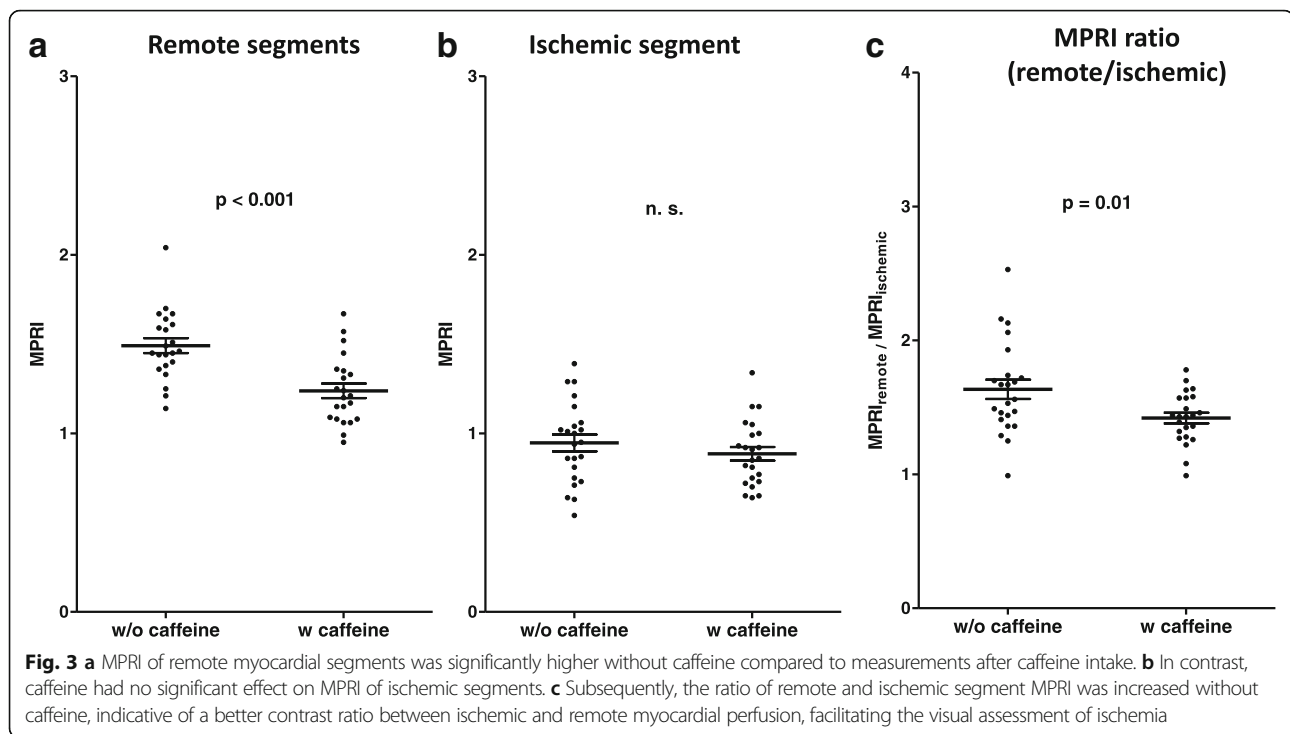 a Remote segments
3
2
1
0
MPRI
p < 0.001
w/o caffeine w caffeine
b Ischemic segment
3
2
1
0
MPRI
n. s.
w/o caffeine w caffeine
c MPRI ratio
(remote/ischemic)
4
3
2
1
0
MPRIremote / MPRIischemic
p = 0.01
w/o caffeine w caffeine
Fig. 3 a MPRI of remote myocardial segments was significantly higher without caffeine compared to measurements after caffeine intake. b In contrast,
caffeine had no significant effect on MPRI of ischemic segments. c Subsequently, the ratio of remote and ischemic segment MPRI was increased without
caffeine, indicative of a better contrast ratio between ischemic and remote myocardial perfusion, facilitating the visual assessment of ischemia